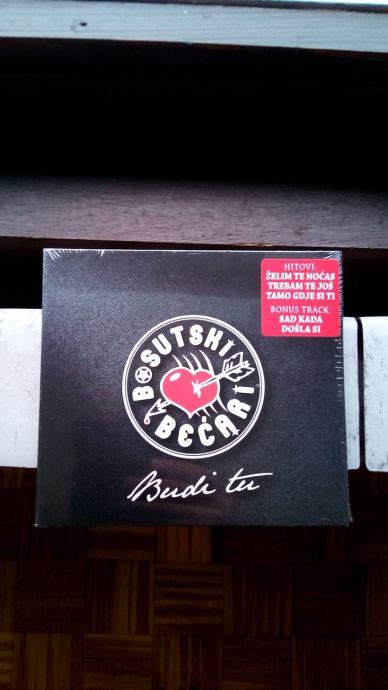 HITOVI:
ŽELIM TE NOĆAS
TREBAM TE JOŠ
TAMO GDJE SI TI
BONUS TRACK:
SAD KADA
DOŠLA SI
BOSUTSKI
BEĆARI
Budi tu